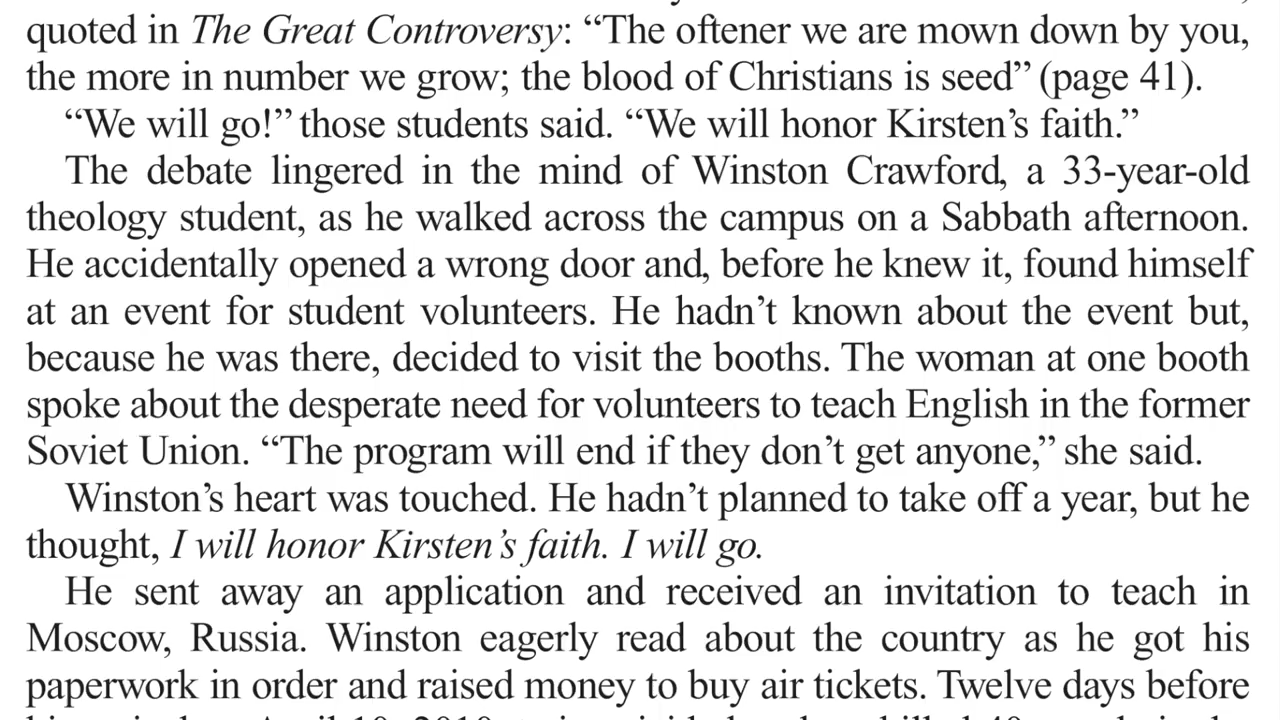 quoted in The Great Controversy: “The oftener we are mown down by you,
the more in number we grow; the blood of Christians is seed” (page 41).
“We will go!” those students said. “We will honor Kirsten’s faith.”
The debate lingered in the mind of Winston Crawford, a 33-year-old
theology student, as he walked across the campus on a Sabbath afternoon.
He accidentally opened a wrong door and, before he knew it, found himself
at an event for student volunteers. He hadn’t known about the event but,
because he was there, decided to visit the booths. The woman at one booth
spoke about the desperate need for volunteers to teach English in the former
Soviet Union. “The program will end if they don’t get anyone,” she said.
Winston’s heart was touched. He hadn’t planned to take off a year, but he
thought, I will honor Kirsten’s faith. I will go.
He sent away an application and received an invitation to teach in
Moscow, Russia. Winston eagerly read about the country as he got his
paperwork in order and raised money to buy air tickets. Twelve days before